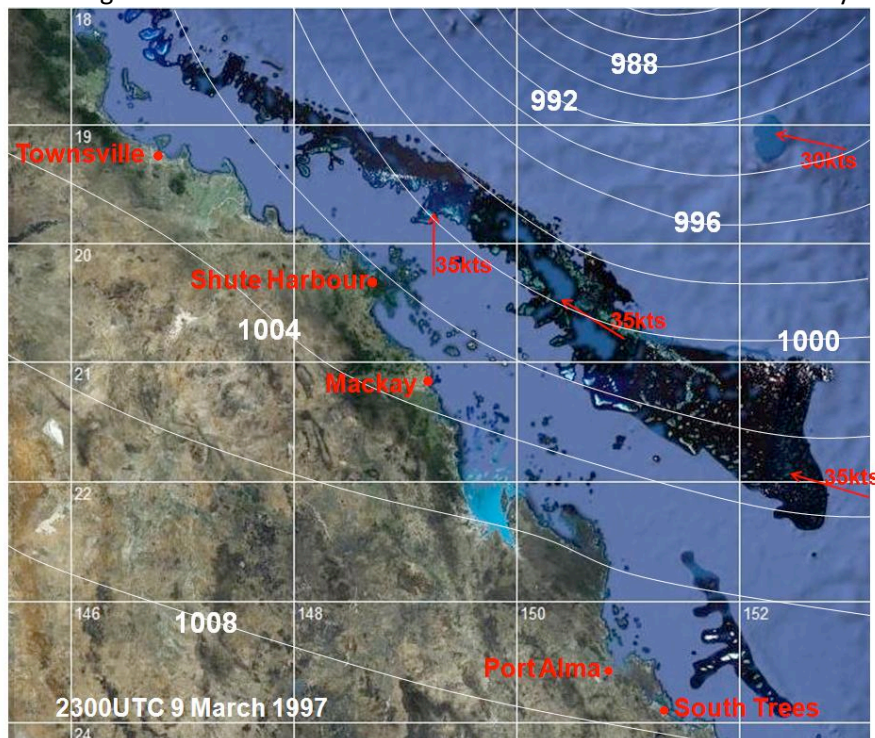 18
988
992
19
Townsville
30kts
996
20
35kts
Shute Harbour
35kts
1004
1000
21
Mackay
35kts
22
146
148
150
152
1008
Port Alma
2300UTC 9 March 1997
South Trees
24